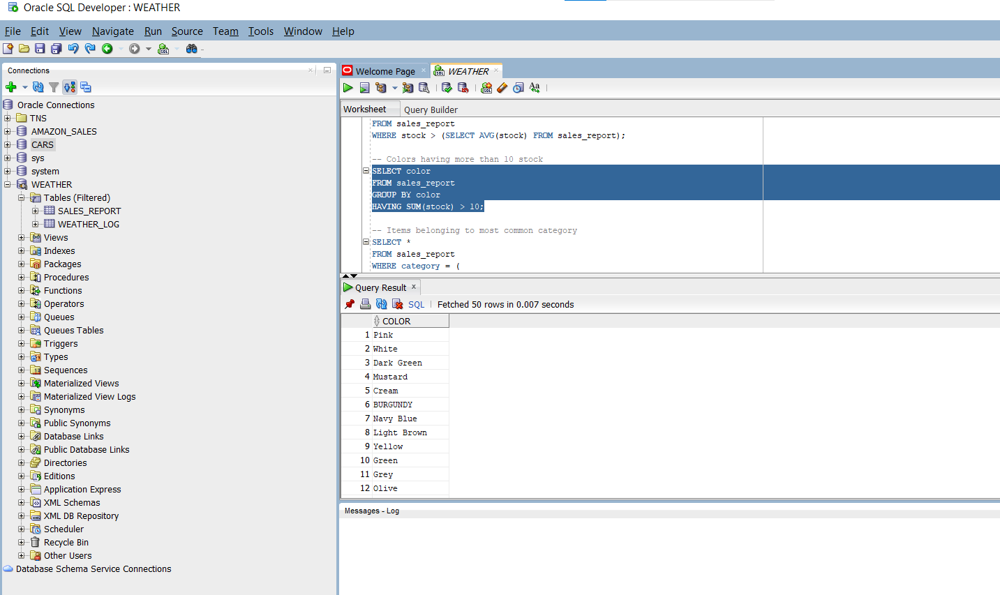 Oracle SQL Developer : WEATHER
File Edit View Navigate Run Source Team Tools Window Help
Connections
Oracle Connections
TNS
AMAZON_SALES
CARS
sys
system
WEATHER
Tables (Filtered)
SALES_REPORT
WEATHER_LOG
Views
Indexes
Packages
Procedures
Functions
Operators
Queues
Queues Tables
Triggers
Types
Sequences
Materialized Views
Materialized View Logs
Synonyms
Public Synonyms
Database Links
Public Database Links
Directories
Editions
Application Express
XML Schemas
XML DB Repository
Scheduler
Recycle Bin
Other Users
Database Schema Service Connections
Welcome Page WEATHER
Worksheet Query Builder
FROM sales_report
WHERE stock > (SELECT AVG(stock) FROM sales_report);
-- Colors having more than 10 stock
SELECT color
FROM sales_report
GROUP BY color
HAVING SUM(stock) > 10;
-- Items belonging to most common category
SELECT *
FROM sales_report
WHERE category = (
Query Result
SQL Fetched 50 rows in 0.007 seconds
COLOR
1 Pink
2 White
3 Dark Green
4 Mustard
5 Cream
6 BURGUNDY
7 Navy Blue
8 Light Brown
9 Yellow
10 Green
11 Grey
12 Olive
Messages - Log